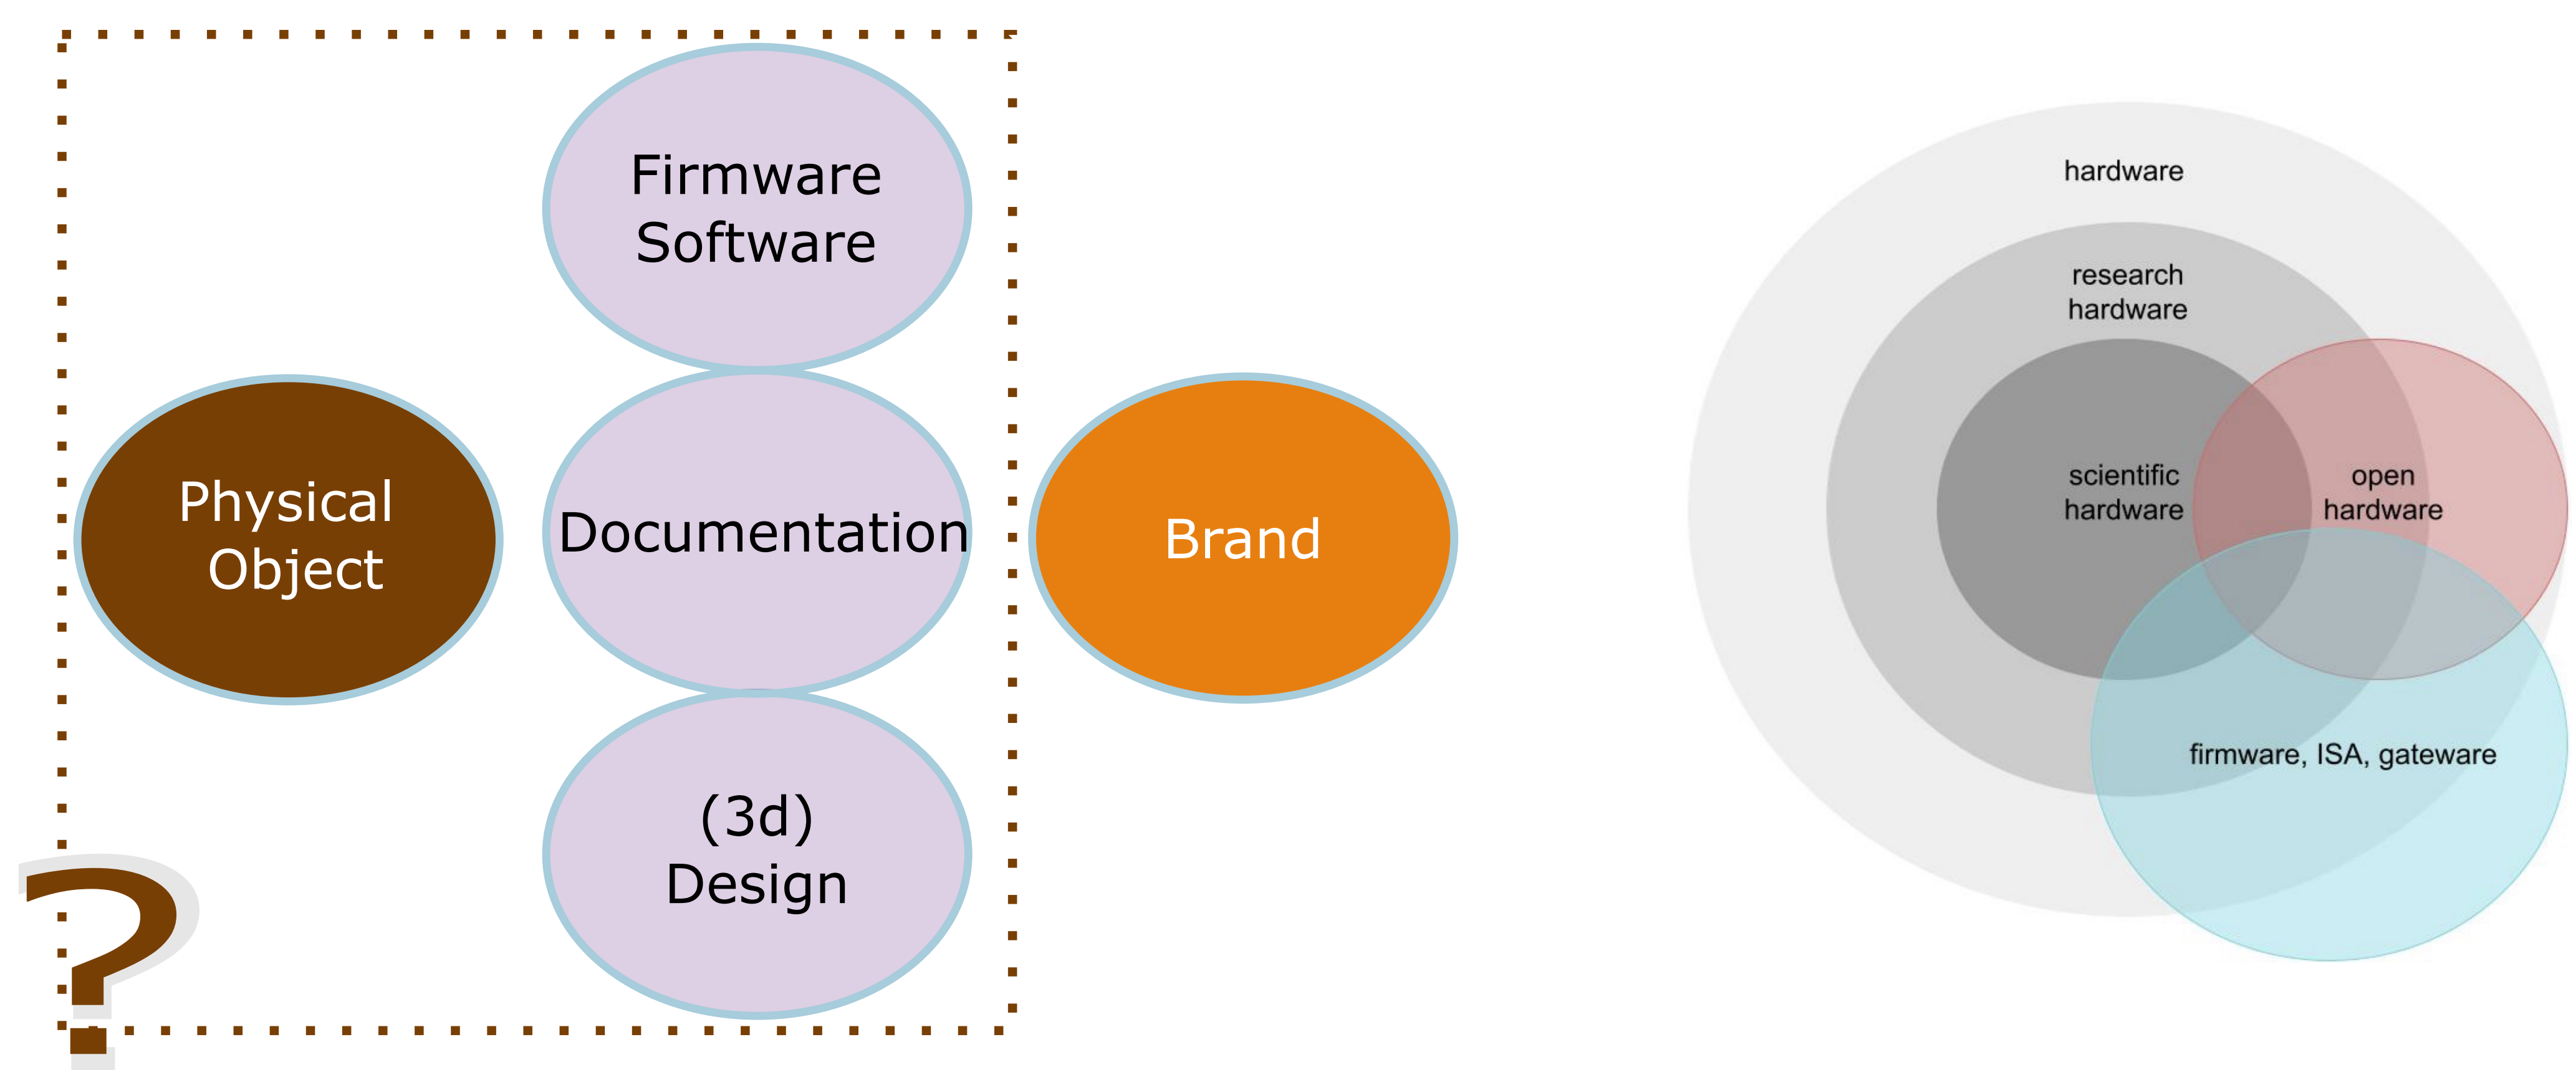 Firmware
Software
Physical
Object
Documentation
Brand
(3d)
Design
?
hardware
research
hardware
scientific
hardware
open
hardware
firmware, ISA, gateware